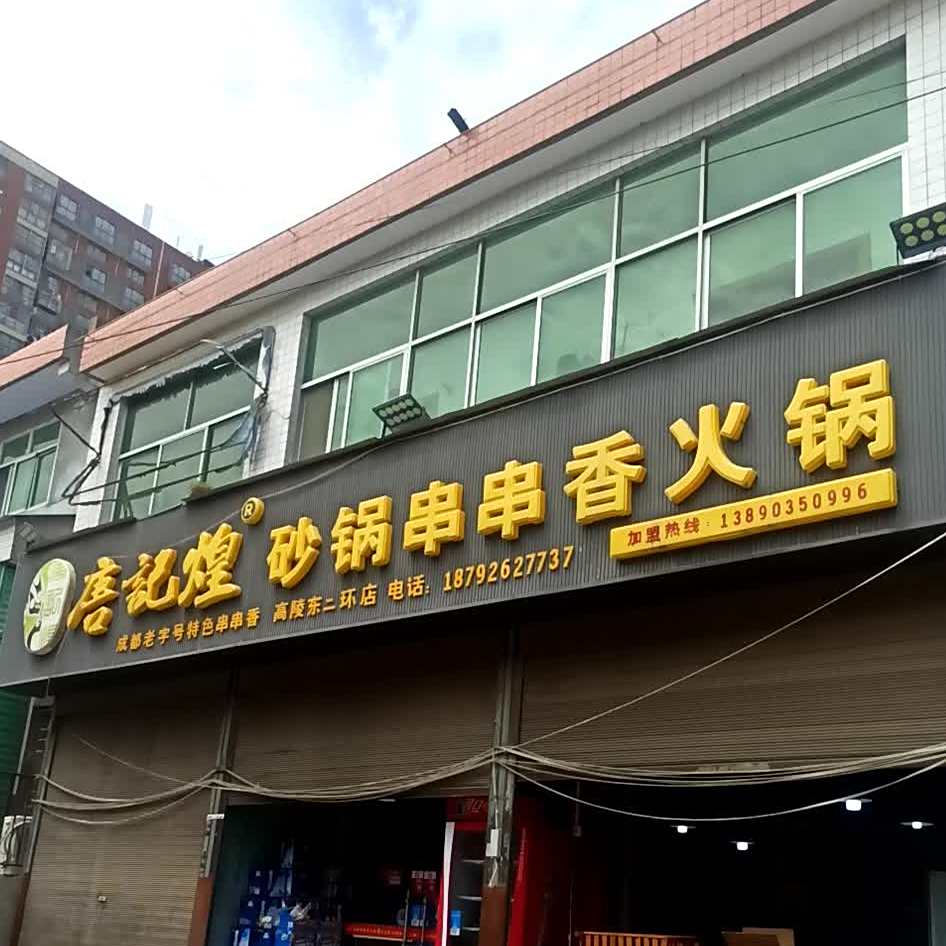 唐記煌® 砂锅串串香火锅
成都老字号特色串串香 高陵东二环店 电话：18792627737
加盟热线：13890350996